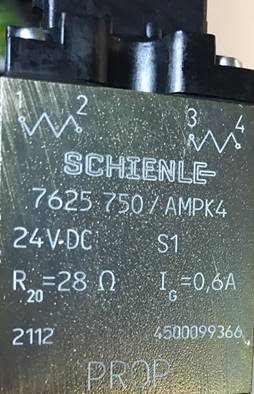 1 2 3 4
SCHIENLE
7625 750/AMPK4
24V-DC S1
R20=28 Ω IG=0,6A
2112 4500099366
PROP